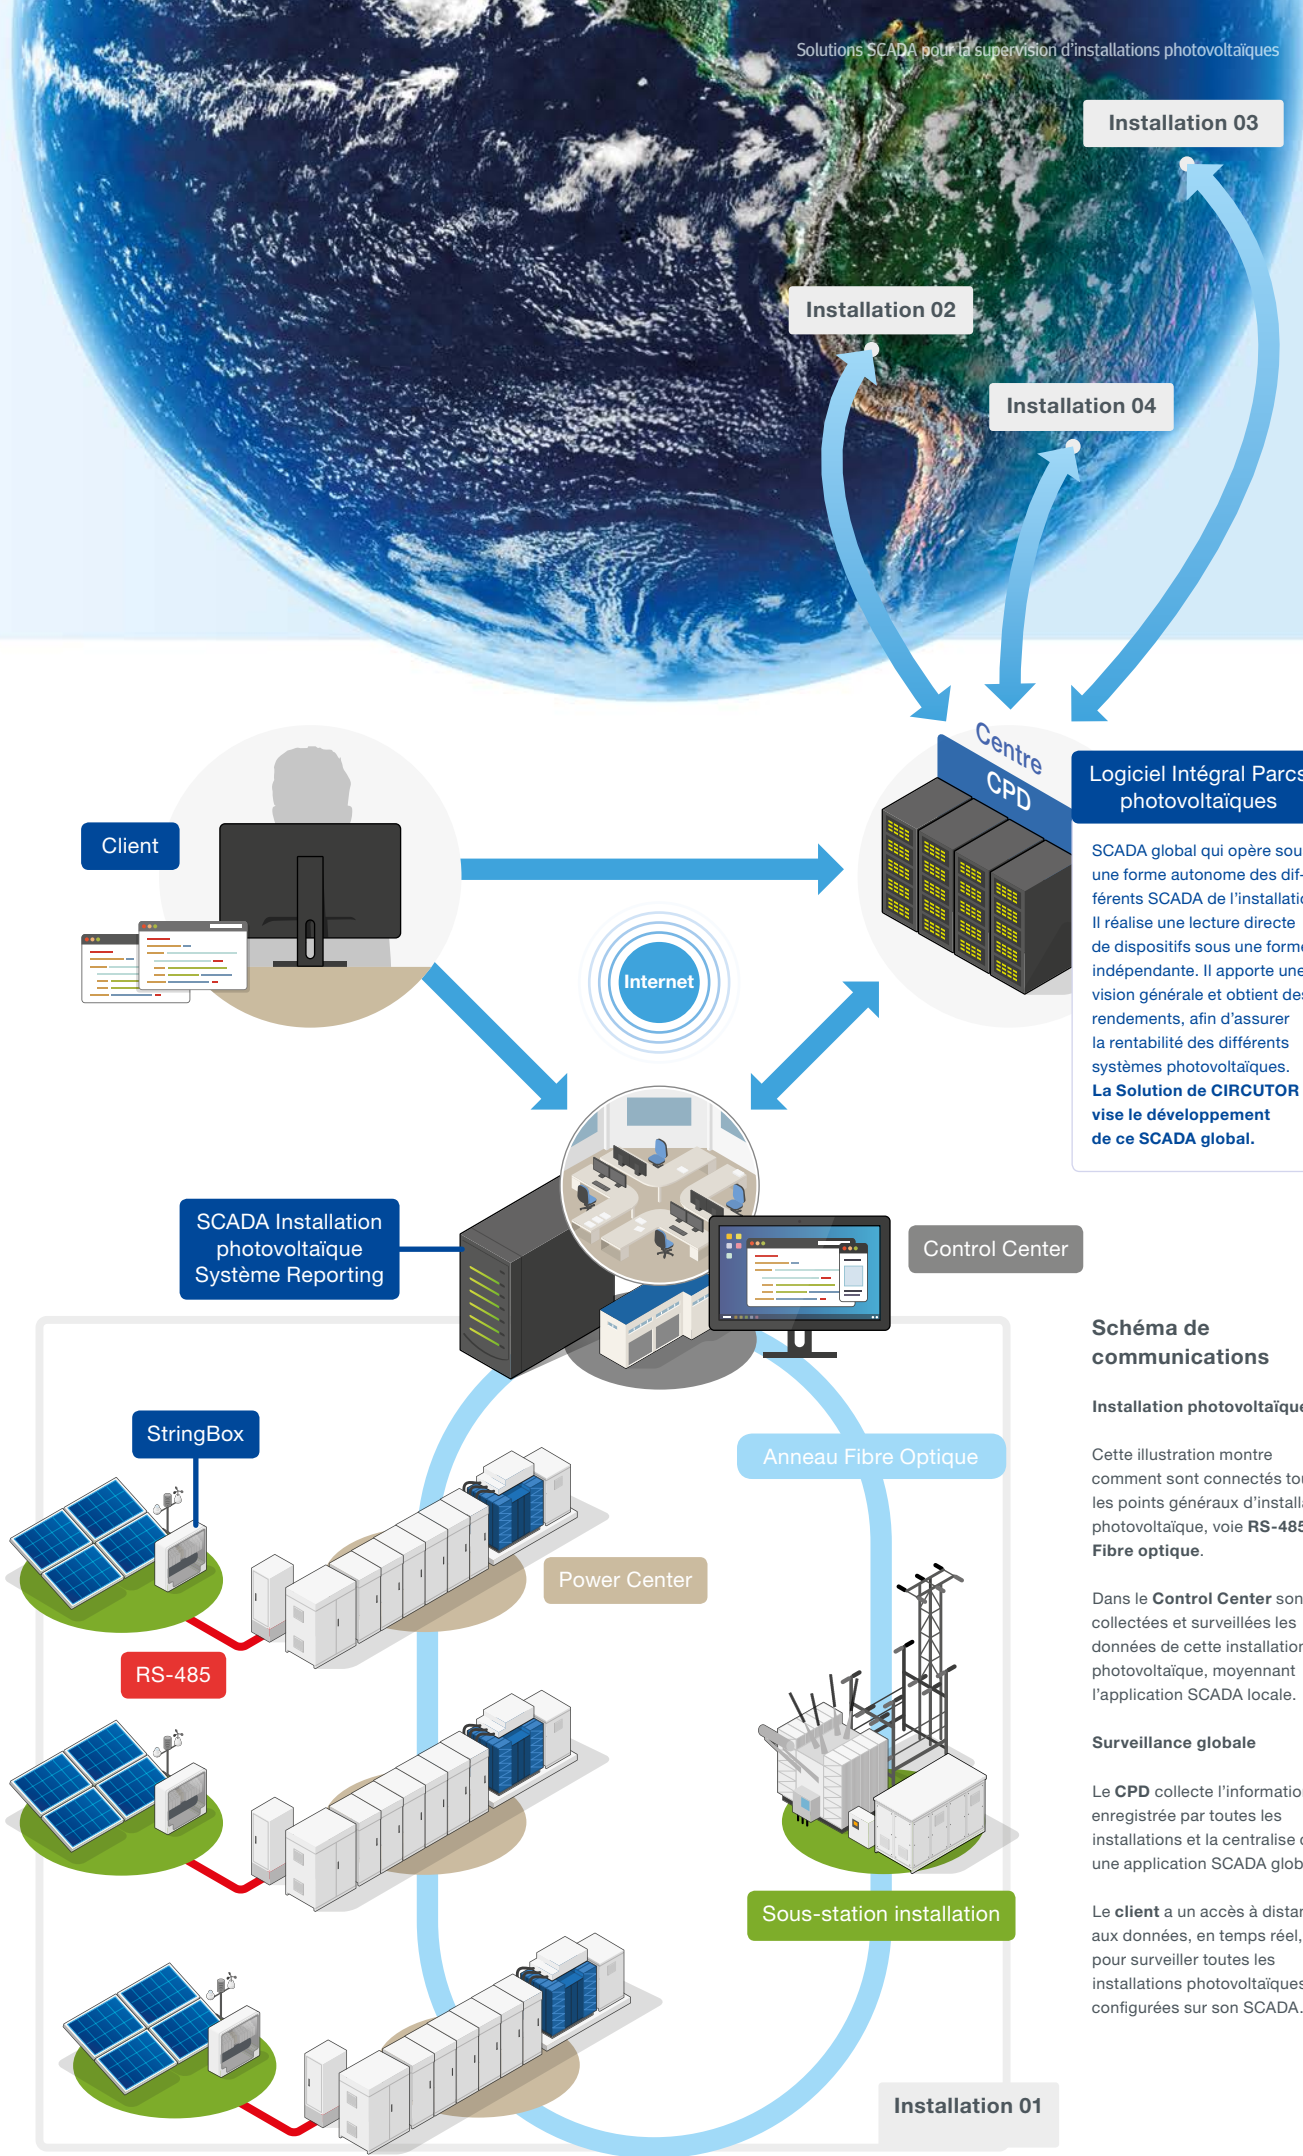 Solutions SCADA pour la supervision d'installations photovoltaïques
Installation 03
Installation 02
Installation 04
Centre
CPD
Logiciel Intégral Parcs
photovoltaïques
Client
SCADA global qui opère sou
une forme autonome des dif-
férents SCADA de l'installatio
Il réalise une lecture directe
de dispositifs sous une forme
indépendante. Il apporte une
vision générale et obtient des
rendements, afin d'assurer
la rentabilité des différents
systèmes photovoltaïques.
La Solution de CIRCUTOR
vise le développement
de ce SCADA global.
Internet
SCADA Installation
photovoltaïque
Système Reporting
Control Center
Schéma de
communications
Installation photovoltaïque
Cette illustration montre
comment sont connectés tou
les points généraux d'installa
photovoltaïque, voie RS-485
Fibre optique.
Dans le Control Center son
collectées et surveillées les
données de cette installation
photovoltaïque, moyennant
l'application SCADA locale.
Surveillance globale
Le CPD collecte l'information
enregistrée par toutes les
installations et la centralise d
une application SCADA glob
Le client a un accès à distan
aux données, en temps réel,
pour surveiller toutes les
installations photovoltaïques
configurées sur son SCADA.
StringBox
Anneau Fibre Optique
Power Center
RS-485
Sous-station installation
Installation 01